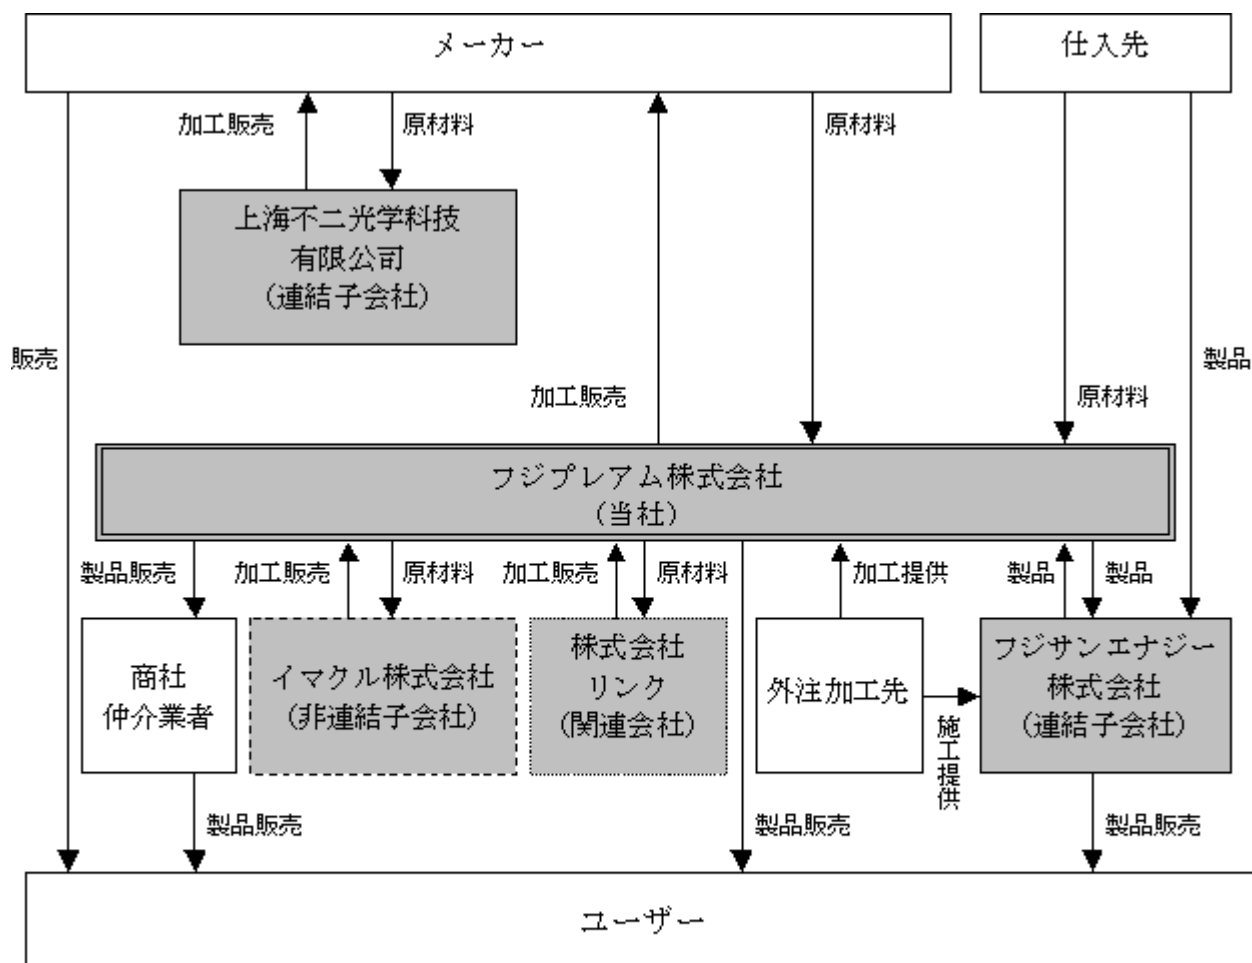 メーカー
仕入先
加工販売
原材料
原材料
上海不二光学科技
有限公司
(連結子会社)
販売
加工販売
原材料
製品
フジプレアム株式会社
(当社)
製品販売
加工販売
原材料
加工販売
原材料
加工提供
製品
製品
商社
仲介業者
イマクル株式会社
(非連結子会社)
株式会社
リンク
(関連会社)
外注加工先
施工提供
フジサンエナジー
株式会社
(連結子会社)
製品販売
製品販売
製品販売
ユーザー